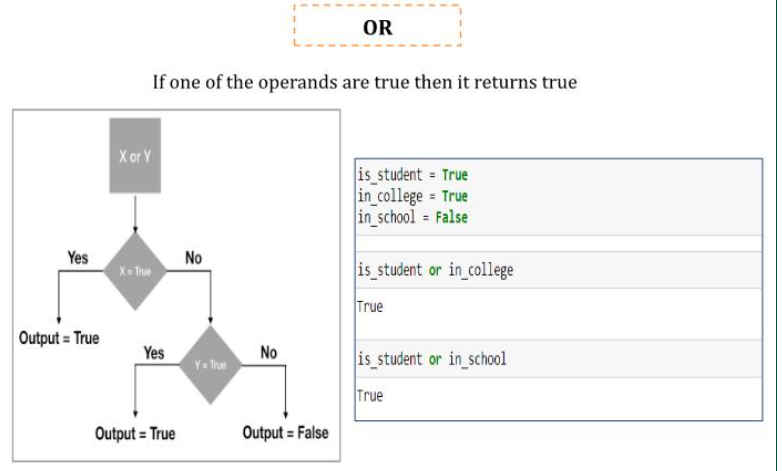 OR
If one of the operands are true then it returns true
X or Y
Yes
No
X = True
Output = True
Yes
No
Y = True
Output = True
Output = False
is_student = True
in_college = True
in_school = False
is_student or in_college
True
is_student or in_school
True